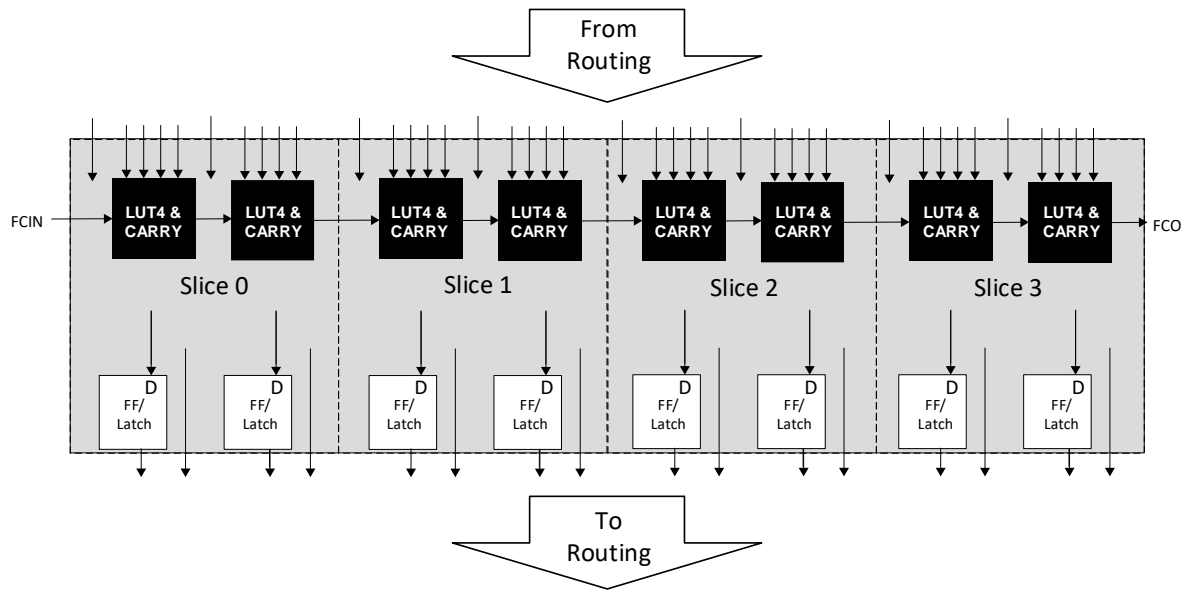 From
Routing
FCIN
LUT4 &
CARRY
LUT4 &
CARRY
LUT4 &
CARRY
LUT4 &
CARRY
LUT4 &
CARRY
LUT4 &
CARRY
LUT4 &
CARRY
LUT4 &
CARRY
FCO
Slice 0
Slice 1
Slice 2
Slice 3
D
FF/
Latch
D
FF/
Latch
D
FF/
Latch
D
FF/
Latch
D
FF/
Latch
D
FF/
Latch
D
FF/
Latch
D
FF/
Latch
To
Routing